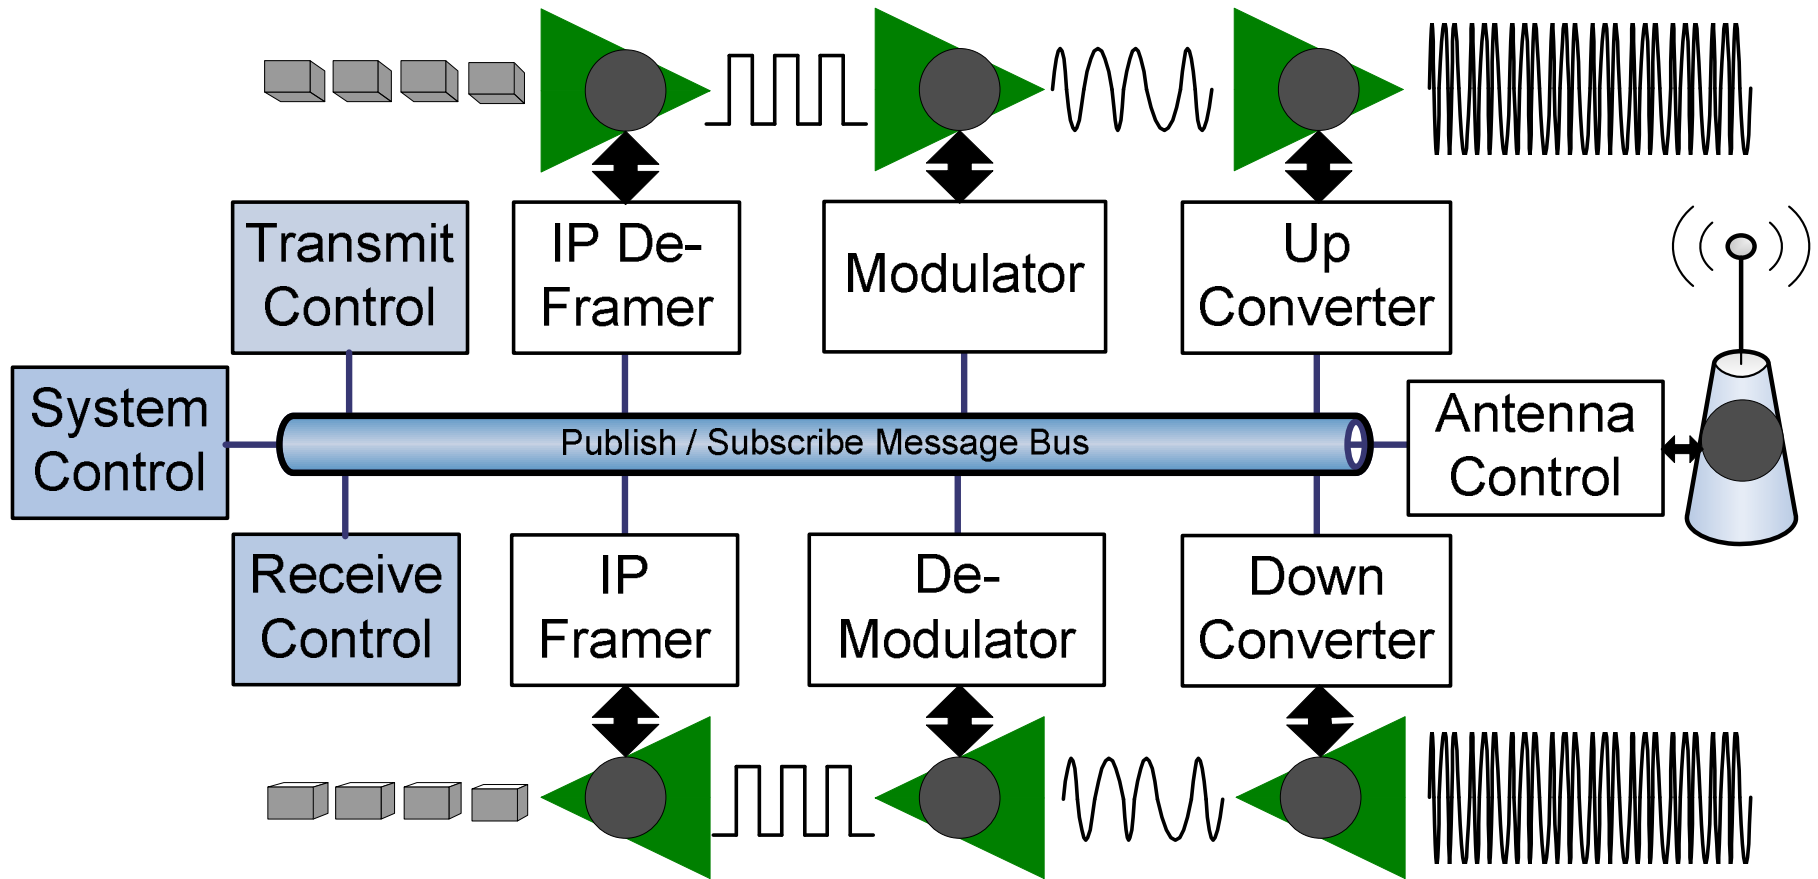 Transmit
Control
IP De-
Framer
Modulator
Up
Converter
System
Control
Publish / Subscribe Message Bus
Antenna
Control
Receive
Control
IP
Framer
De-
Modulator
Down
Converter